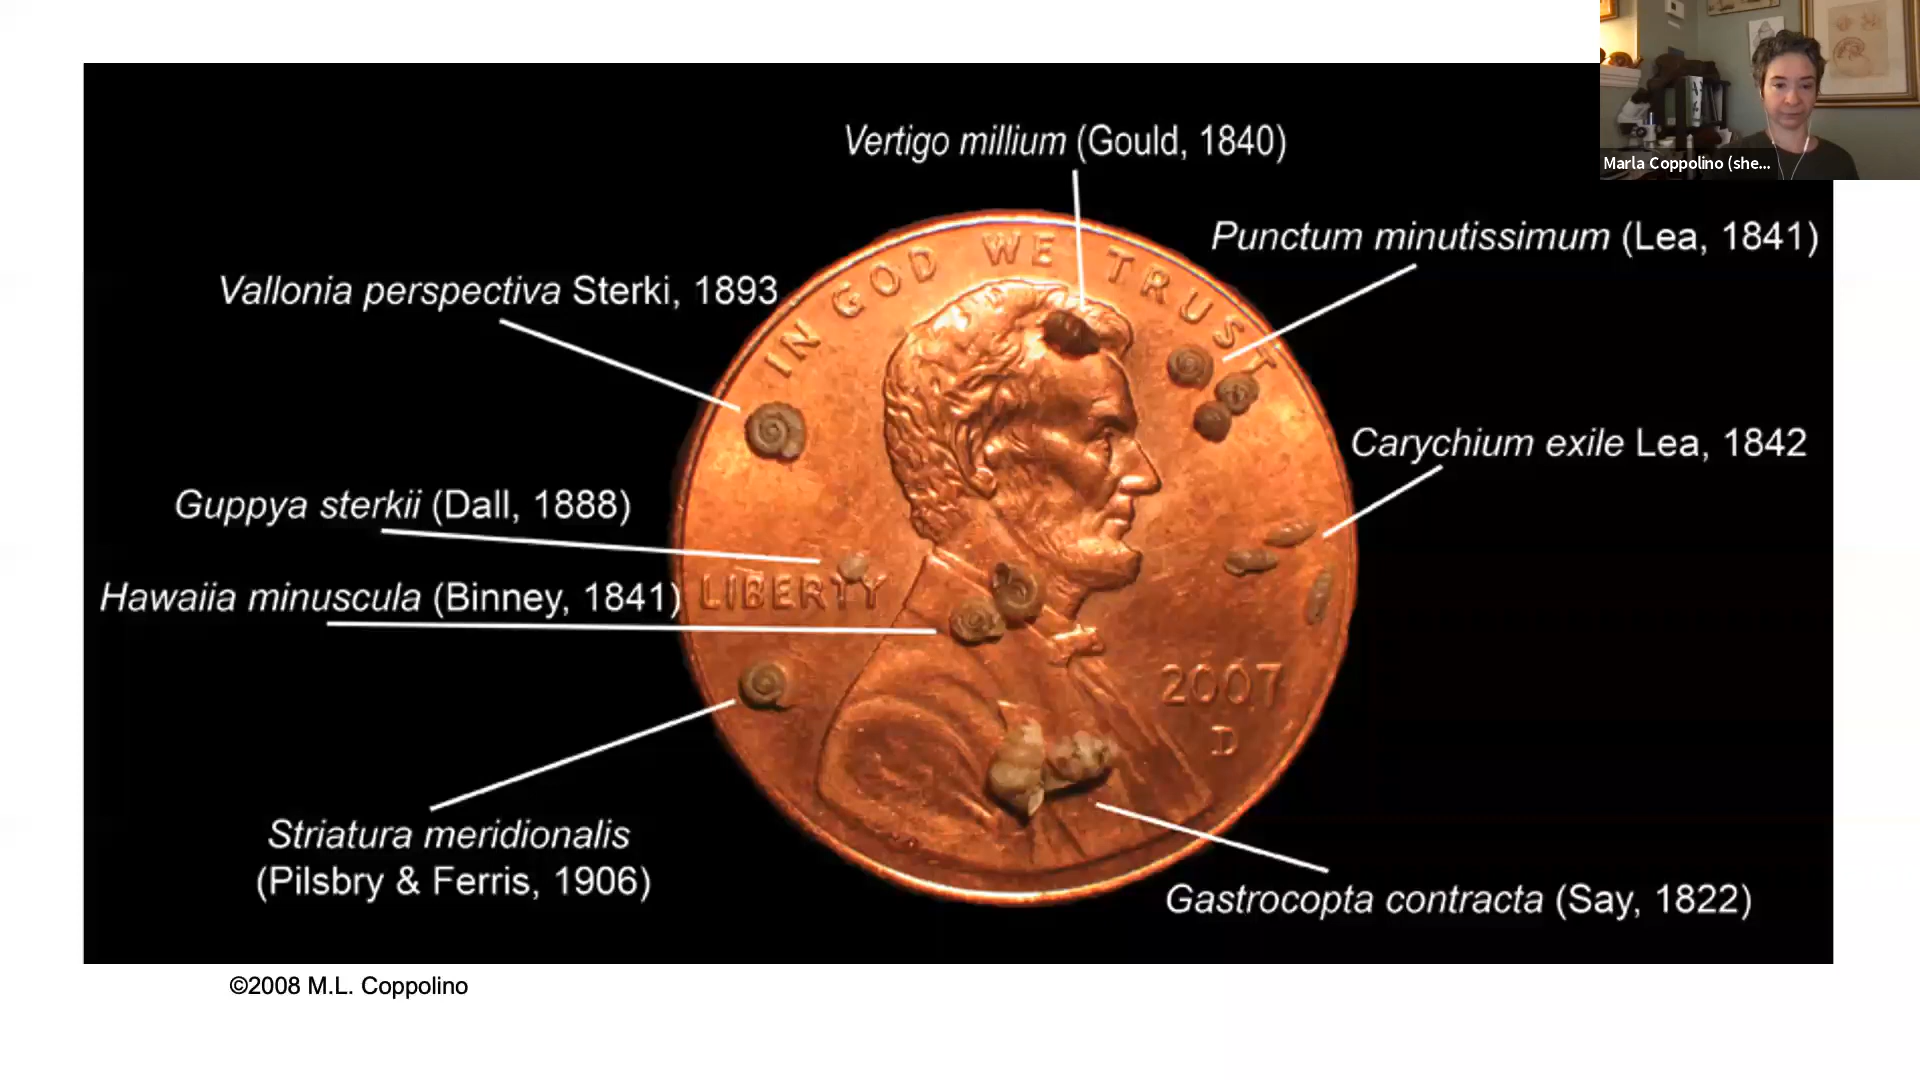 Marla Coppolino (she...
Vertigo millium (Gould, 1840)
Punctum minutissimum (Lea, 1841)
Vallonia perspectiva Sterki, 1893
IN GOD WE TRUST
Carychium exile Lea, 1842
Guppya sterkii (Dall, 1888)
Hawaiia minuscula (Binney, 1841)
LIBERTY
2007
D
Striatura meridionalis
(Pilsbry & Ferris, 1906)
Gastrocopta contracta (Say, 1822)
©2008 M.L. Coppolino